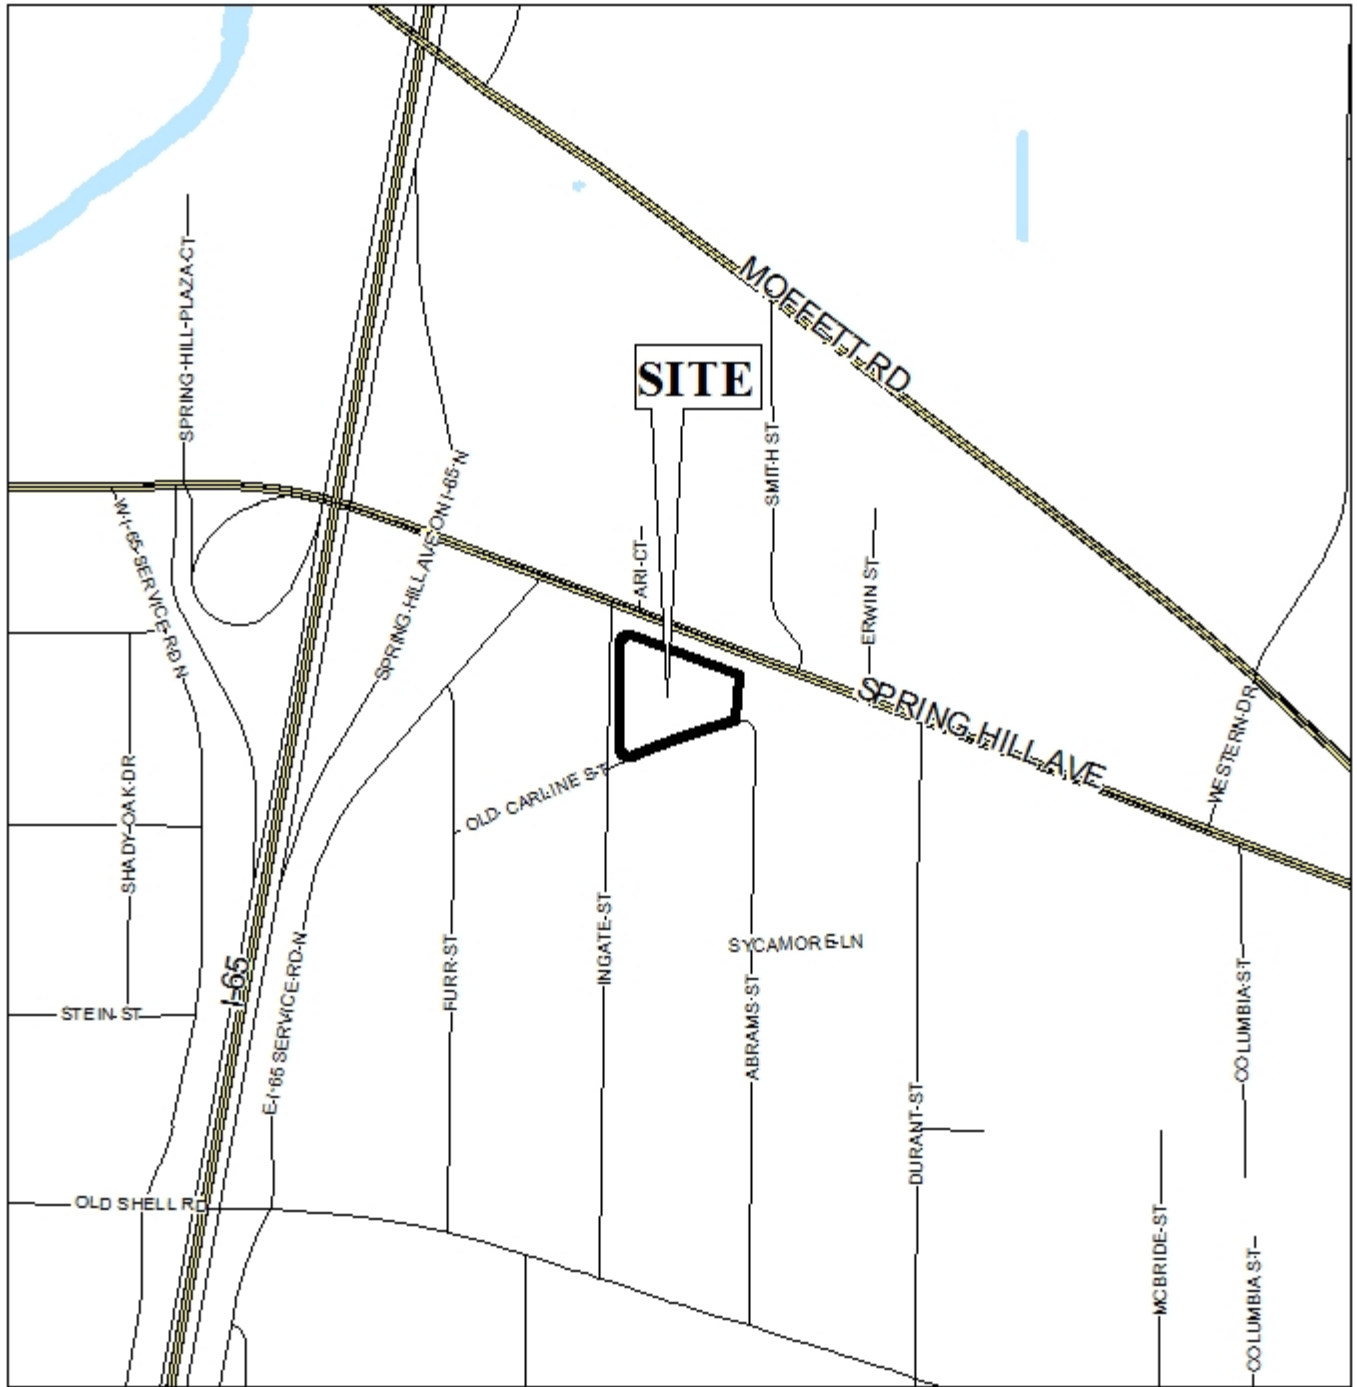 MOFFETT RD
SPRING HILL PLAZA CT
SITE
SMITH ST
SPRING HILL AVE ON I-65 N
W I-65 SERVICE RD N
ARI CT
ERWIN ST
SPRING HILL AVE
WESTERN DR
SHADY OAK DR
OLD CARLINE ST
INGATE ST
SYCAMORE LN
FURR ST
I-65
ABRAMS ST
COLUMBIA ST
STEIN ST
E I-65 SERVICE RD N
DURANT ST
OLD SHELL RD
MCBRIDE ST
COLUMBIA ST